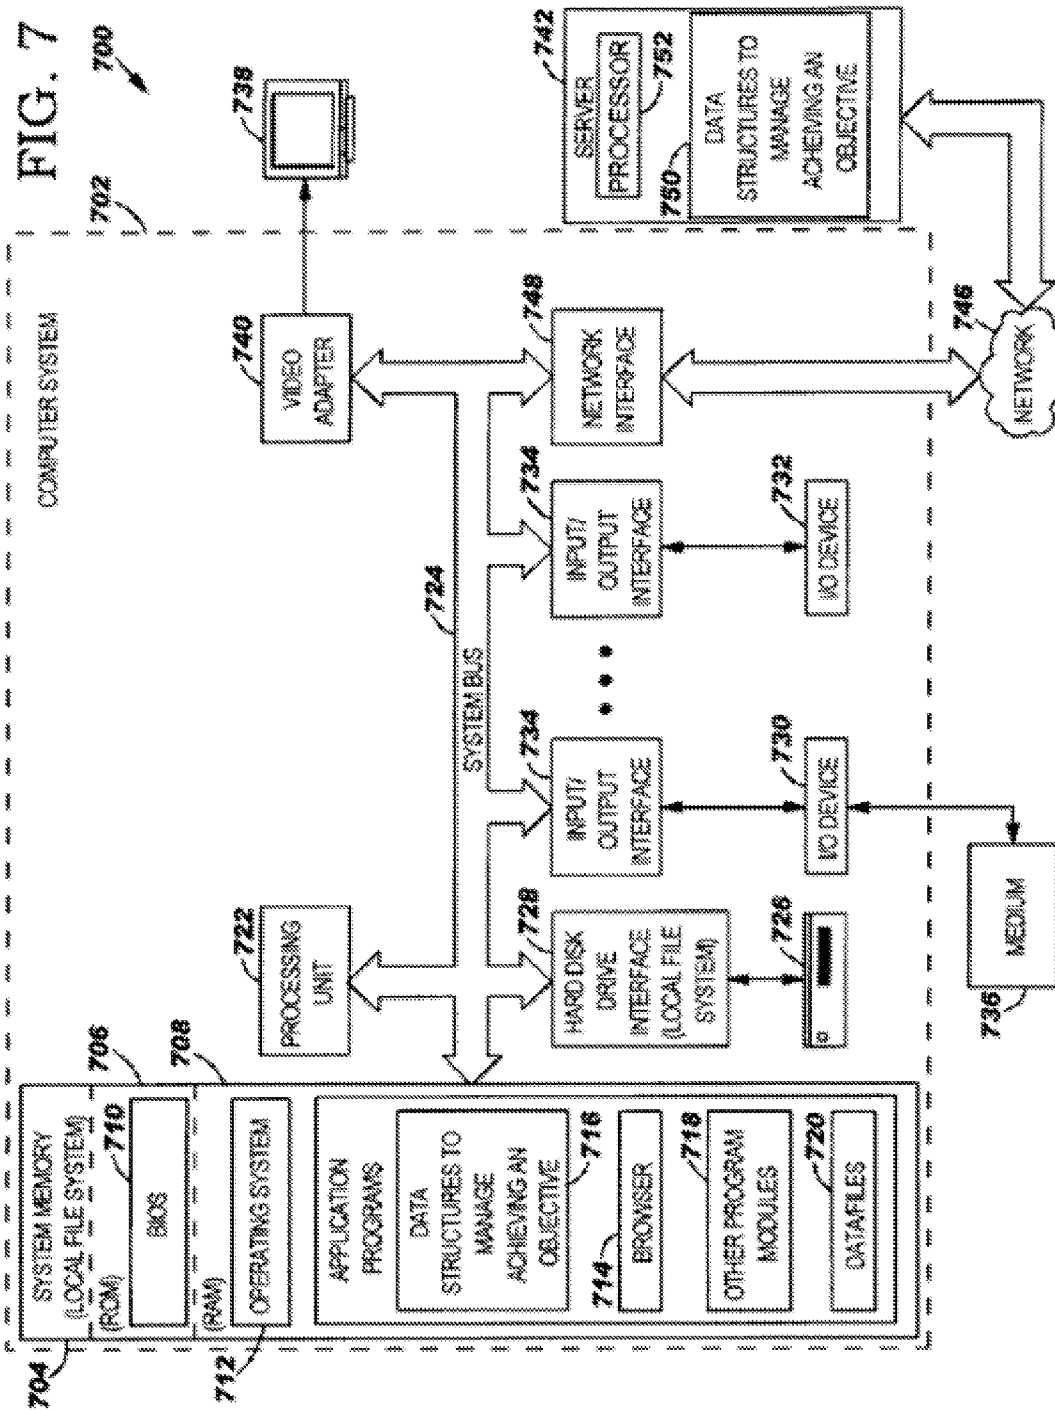 FIG. 7
700
702
COMPUTER SYSTEM
704
SYSTEM MEMORY
(LOCAL FILE SYSTEM)
706
(ROM)
710
BIOS
708
(RAM)
712
OPERATING SYSTEM
APPLICATION
PROGRAMS
DATA
STRUCTURES TO
MANAGE
ACHIEVING AN
OBJECTIVE
716
714
BROWSER
718
OTHER PROGRAM
MODULES
720
DATAFILES
722
PROCESSING
UNIT
724
SYSTEM BUS
740
VIDEO
ADAPTER
738
728
HARD DISK
DRIVE
INTERFACE
(LOCAL FILE
SYSTEM)
726
734
INPUT/
OUTPUT
INTERFACE
730
I/O DEVICE
736
MEDIUM
734
INPUT/
OUTPUT
INTERFACE
732
I/O DEVICE
748
NETWORK
INTERFACE
746
NETWORK
742
SERVER
PROCESSOR
752
750
DATA
STRUCTURES TO
MANAGE
ACHEIMING AN
OBJECTIVE